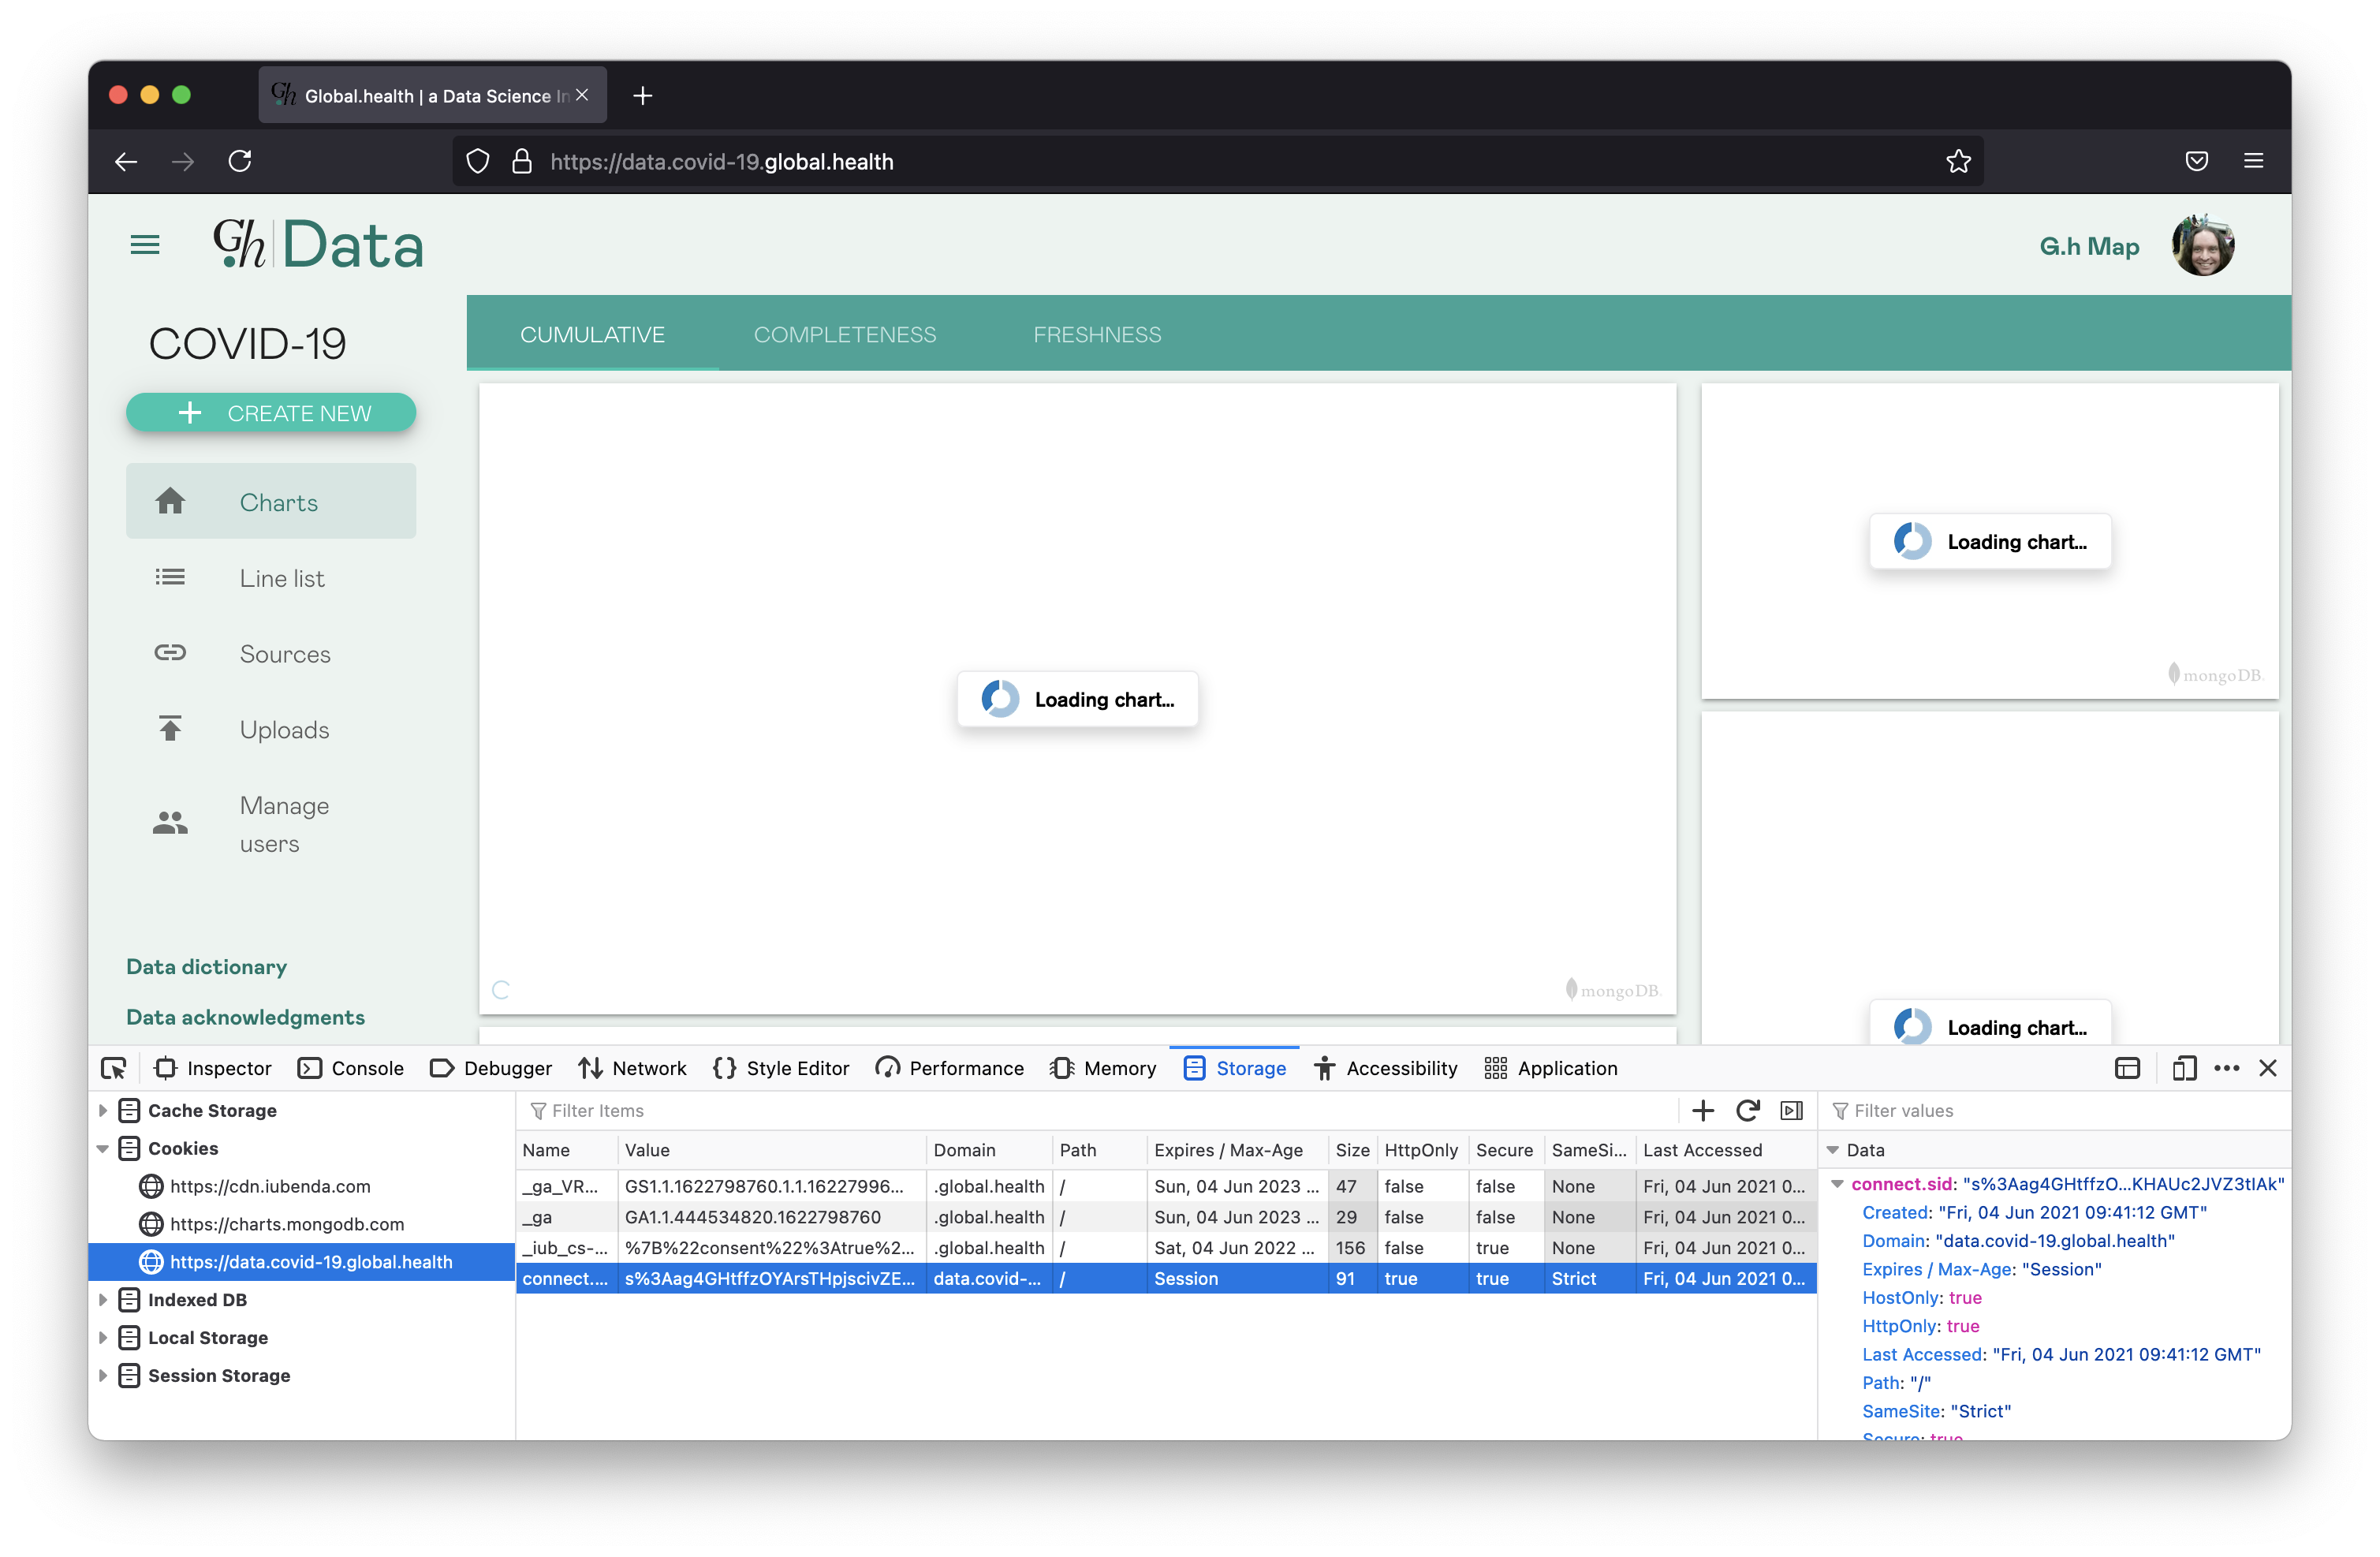 Global.health | a Data Science In
https://data.covid-19.global.health
Gh Data
G.h Map
COVID-19
CREATE NEW
Charts
Line list
Sources
Uploads
Manage
users
Data dictionary
Data acknowledgments
CUMULATIVE COMPLETENESS FRESHNESS
Loading chart...
mongoDB.
Loading chart...
mongoDB.
Loading chart...
Inspector Console Debugger Network Style Editor Performance Memory Storage Accessibility Application
Cache Storage
Cookies
https://cdn.iubenda.com
https://charts.mongodb.com
https://data.covid-19.global.health
Indexed DB
Local Storage
Session Storage
Filter Items
Name Value Domain Path Expires / Max-Age Size HttpOnly Secure SameSi... Last Accessed
_ga_VR... GS1.1.1622798760.1.1.16227996... .global.health / Sun, 04 Jun 2023 ... 47 false false None Fri, 04 Jun 2021 0...
_ga GA1.1.444534820.1622798760 .global.health / Sun, 04 Jun 2023 ... 29 false false None Fri, 04 Jun 2021 0...
_iub_cs-... %7B%22consent%22%3Atrue%2... .global.health / Sat, 04 Jun 2022 ... 156 false true None Fri, 04 Jun 2021 0...
connect.... s%3Aag4GHtffzOYArsTHpjscivZE... data.covid-... / Session 91 true true Strict Fri, 04 Jun 2021 0...
Filter values
Data
connect.sid: "s%3Aag4GHtffzO...KHAUc2JVZ3tIAk"
Created: "Fri, 04 Jun 2021 09:41:12 GMT"
Domain: "data.covid-19.global.health"
Expires / Max-Age: "Session"
HostOnly: true
HttpOnly: true
Last Accessed: "Fri, 04 Jun 2021 09:41:12 GMT"
Path: "/"
SameSite: "Strict"
Secure: true